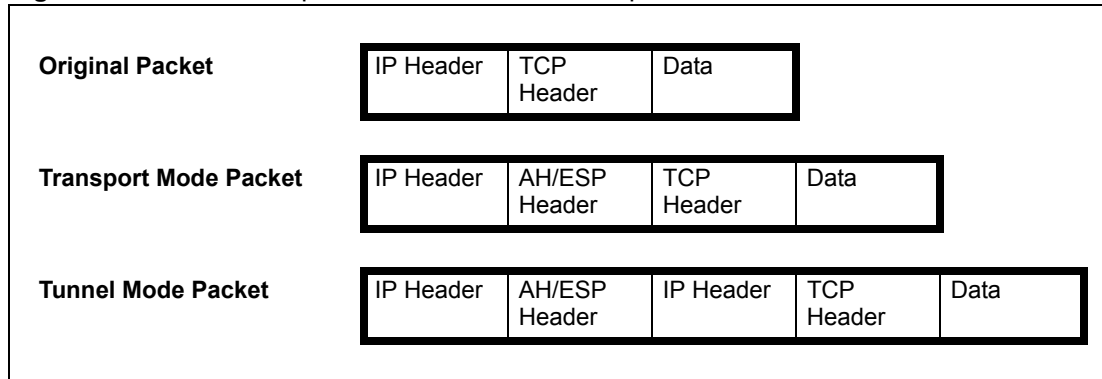 Original Packet
IP Header
TCP
Header
Data
Transport Mode Packet
IP Header
AH/ESP
Header
TCP
Header
Data
Tunnel Mode Packet
IP Header
AH/ESP
Header
IP Header
TCP
Header
Data